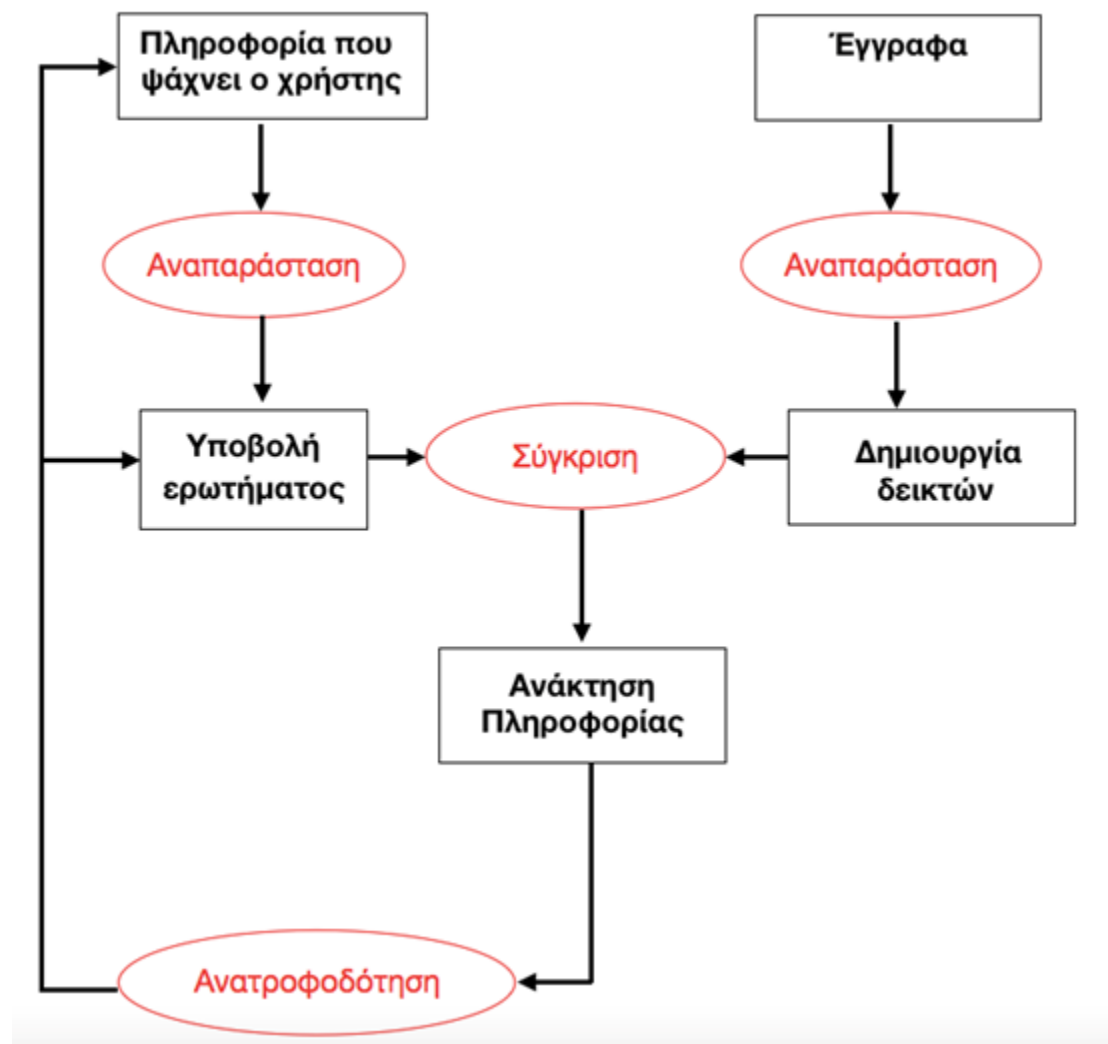 Πληροφορία που
ψάχνει ο χρήστης
Έγγραφα
Αναπαράσταση
Αναπαράσταση
Υποβολή
ερωτήματος
Σύγκριση
Δημιουργία
δεικτών
Ανάκτηση
Πληροφορίας
Ανατροφοδότηση